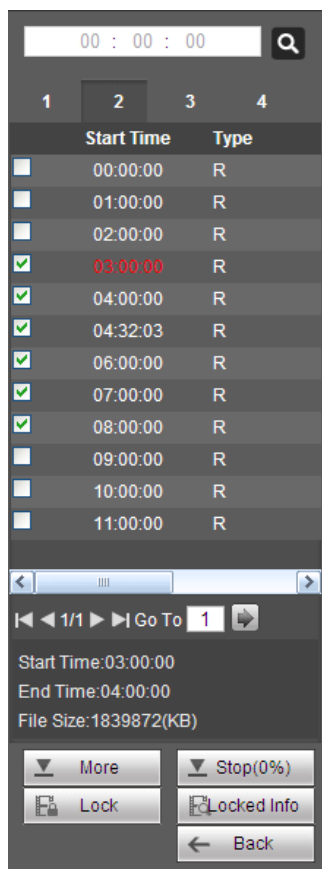 00 : 00 : 00
1 2 3 4
Start Time Type
00:00:00 R
01:00:00 R
02:00:00 R
03:00:00 R
04:00:00 R
04:32:03 R
06:00:00 R
07:00:00 R
08:00:00 R
09:00:00 R
10:00:00 R
11:00:00 R
1/1 Go To 1
Start Time:03:00:00
End Time:04:00:00
File Size:1839872(KB)
More Stop(0%)
Lock Locked Info
Back